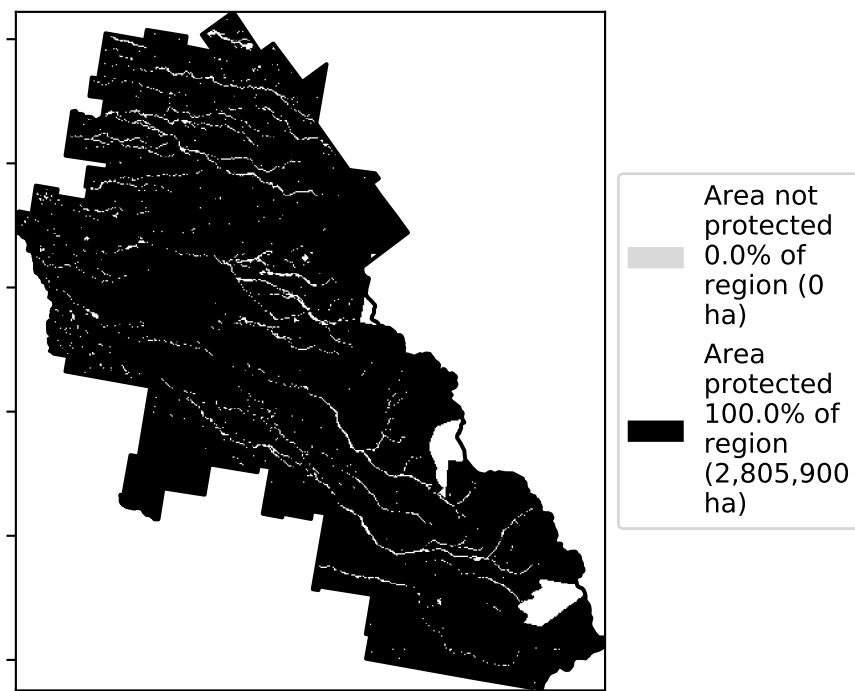 Area not
protected
0.0% of
region (0
ha)
Area
protected
100.0% of
region
(2,805,900
ha)